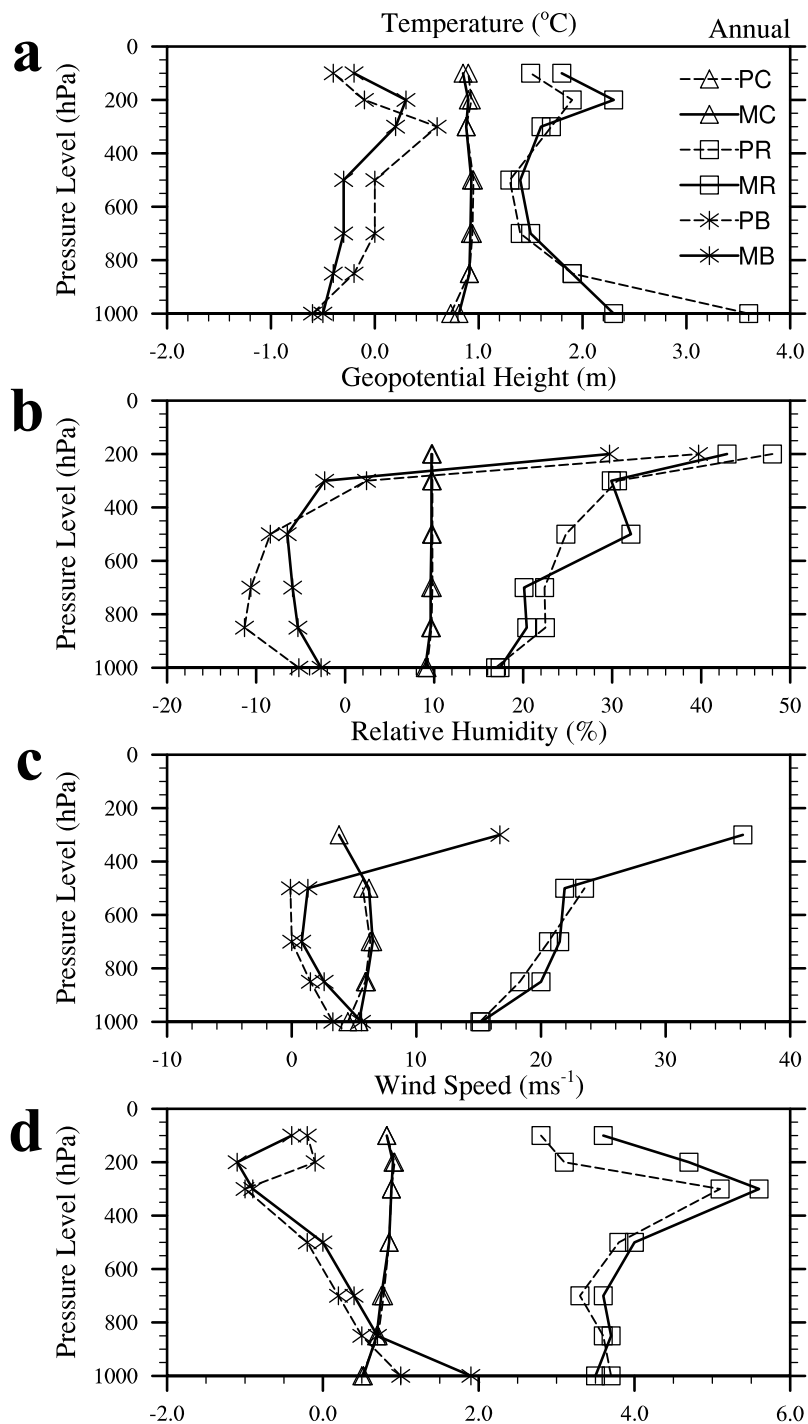 Temperature (°C)
a
Annual
0
200
400
600
800
1000
Pressure Level (hPa)
PC
MC
PR
MR
PB
MB
-2.0 -1.0 0.0 1.0 2.0 3.0 4.0
Geopotential Height (m)
b
0
200
400
600
800
1000
Pressure Level (hPa)
-20 -10 0 10 20 30 40 50
Relative Humidity (%)
c
0
200
400
600
800
1000
Pressure Level (hPa)
-10 0 10 20 30 40
Wind Speed (ms⁻¹)
d
0
200
400
600
800
1000
Pressure Level (hPa)
-2.0 0.0 2.0 4.0 6.0